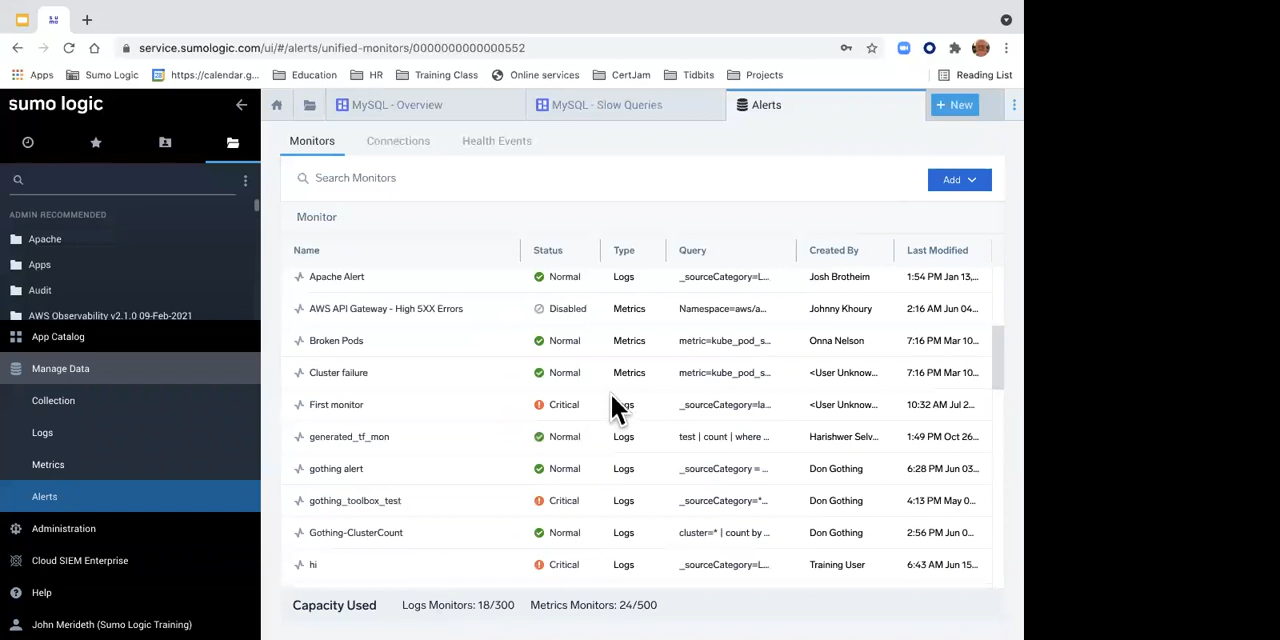 service.sumologic.com/ui/#/alerts/unified-monitors/0000000000000552
Apps Sumo Logic https://calendar.g... Education HR Training Class Online services CertJam Tidbits Projects Reading List
sumo logic
MySQL - Overview MySQL - Slow Queries Alerts + New
Monitors Connections Health Events
Search Monitors Add
ADMIN RECOMMENDED
Apache
Apps
Audit
AWS Observability v2.1.0 09-Feb-2021
App Catalog
Manage Data
Collection
Logs
Metrics
Alerts
Administration
Cloud SIEM Enterprise
Help
John Merideth (Sumo Logic Training)
Monitor
Name Status Type Query Created By Last Modified
Apache Alert Normal Logs _sourceCategory=L... Josh Brotheim 1:54 PM Jan 13,...
AWS API Gateway - High 5XX Errors Disabled Metrics Namespace=aws/a... Johnny Khoury 2:16 AM Jun 04...
Broken Pods Normal Metrics metric=kube_pod_s... Onna Nelson 7:16 PM Mar 10...
Cluster failure Normal Metrics metric=kube_pod_s... <User Unknow... 7:16 PM Mar 10...
First monitor Critical _sourceCategory=la... <User Unknow... 10:32 AM Jul 2...
generated_tf_mon Normal Logs test | count | where ... Harishwer Selv... 1:49 PM Oct 26...
gothing alert Normal Logs _sourceCategory = ... Don Gothing 6:28 PM Jun 03...
gothing_toolbox_test Critical Logs _sourceCategory=*... Don Gothing 4:13 PM May 0...
Gothing-ClusterCount Normal Logs cluster=* | count by ... Don Gothing 2:56 PM Jun 0...
hi Critical Logs _sourceCategory=L... Training User 6:43 AM Jun 15...
Capacity Used Logs Monitors: 18/300 Metrics Monitors: 24/500